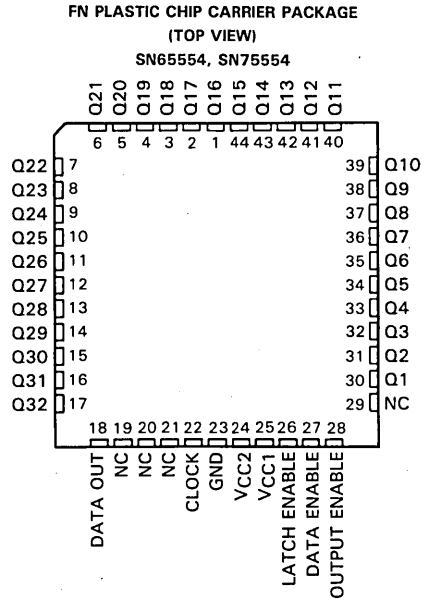 FN PLASTIC CHIP CARRIER PACKAGE
(TOP VIEW)
SN65554, SN75554
Q21 Q20 Q19 Q18 Q17 Q16 Q15 Q14 Q13 Q12 Q11
6 5 4 3 2 1 44 43 42 41 40
Q22 7 39 Q10
Q23 8 38 Q9
Q24 9 37 Q8
Q25 10 36 Q7
Q26 11 35 Q6
Q27 12 34 Q5
Q28 13 33 Q4
Q29 14 32 Q3
Q30 15 31 Q2
Q31 16 30 Q1
Q32 17 29 NC
18 19 20 21 22 23 24 25 26 27 28
DATA OUT
NC
NC
NC
CLOCK
GND
VCC2
VCC1
LATCH ENABLE
DATA ENABLE
OUTPUT ENABLE